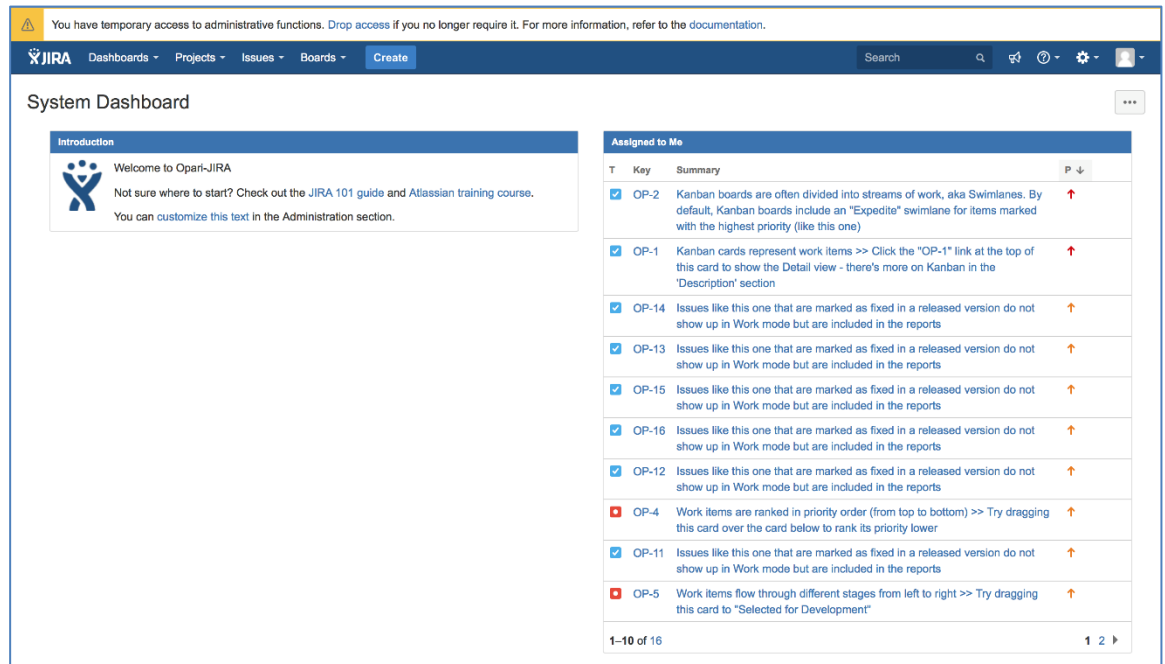 You have temporary access to administrative functions. Drop access if you no longer require it. For more information, refer to the documentation.
JIRA Dashboards Projects Issues Boards Create Search
System Dashboard
Introduction
Welcome to Opari-JIRA
Not sure where to start? Check out the JIRA 101 guide and Atlassian training course.
You can customize this text in the Administration section.
Assigned to Me
T Key Summary P
OP-2 Kanban boards are often divided into streams of work, aka Swimlanes. By
default, Kanban boards include an "Expedite" swimlane for items marked
with the highest priority (like this one)
OP-1 Kanban cards represent work items >> Click the "OP-1" link at the top of
this card to show the Detail view - there's more on Kanban in the
'Description' section
OP-14 Issues like this one that are marked as fixed in a released version do not
show up in Work mode but are included in the reports
OP-13 Issues like this one that are marked as fixed in a released version do not
show up in Work mode but are included in the reports
OP-15 Issues like this one that are marked as fixed in a released version do not
show up in Work mode but are included in the reports
OP-16 Issues like this one that are marked as fixed in a released version do not
show up in Work mode but are included in the reports
OP-12 Issues like this one that are marked as fixed in a released version do not
show up in Work mode but are included in the reports
OP-4 Work items are ranked in priority order (from top to bottom) >> Try dragging
this card over the card below to rank its priority lower
OP-11 Issues like this one that are marked as fixed in a released version do not
show up in Work mode but are included in the reports
OP-5 Work items flow through different stages from left to right >> Try dragging
this card to "Selected for Development"
1–10 of 16 1 2